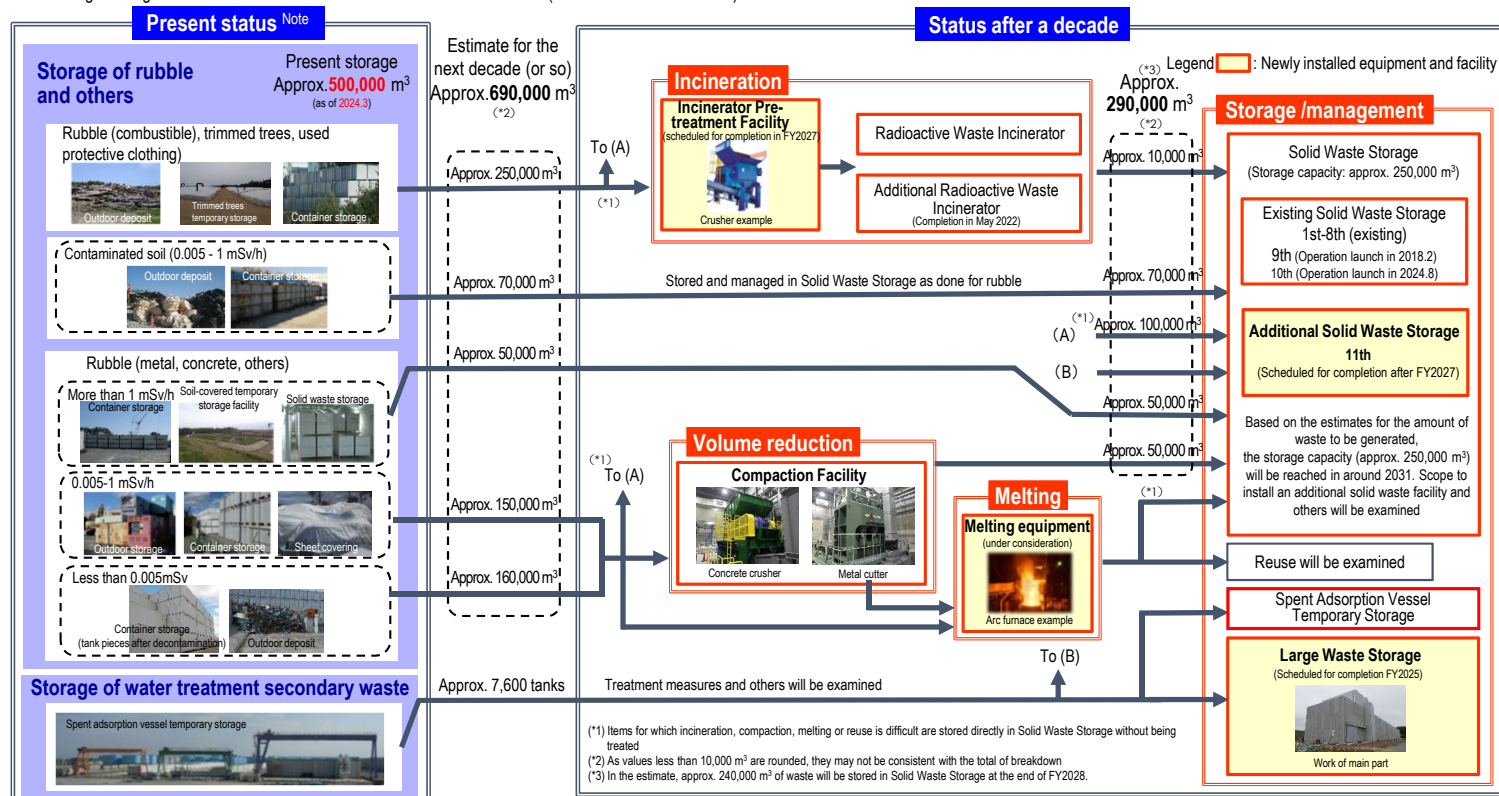 Present status Note
Storage of rubble
and others
Present storage
Approx.500,000 m3
(as of 2024.3)
Rubble (combustible), trimmed trees, used
protective clothing)
Outdoor deposit
Trimmed trees
temporary storage
Container storage
Contaminated soil (0.005 - 1 mSv/h)
Outdoor deposit
Container storage
Rubble (metal, concrete, others)
More than 1 mSv/h
Container storage
Soil-covered temporary
storage facility
Solid waste storage
0.005-1 mSv/h
Outdoor storage
Container storage
Sheet covering
Less than 0.005mSv
Container storage
(tank pieces after decontamination)
Outdoor deposit
Storage of water treatment secondary waste
Spent adsorption vessel temporary storage
Estimate for the
next decade (or so)
Approx.690,000 m3
(*2)
Approx. 250,000 m3
Approx. 70,000 m3
Approx. 50,000 m3
Approx. 150,000 m3
Approx. 160,000 m3
Approx. 7,600 tanks
Status after a decade
Legend : Newly installed equipment and facility
To (A)
(*1)
Incineration
Incinerator Pre-
treatment Facility
(scheduled for completion in FY2027)
Crusher example
Radioactive Waste Incinerator
Additional Radioactive Waste
Incinerator
(Completion in May 2022)
Stored and managed in Solid Waste Storage as done for rubble
(*1)
To (A)
Volume reduction
Compaction Facility
Concrete crusher
Metal cutter
Melting
Melting equipment
(under consideration)
Arc furnace example
Treatment measures and others will be examined
To (B)
(*3)
Approx.
290,000 m3
(*2)
Approx. 10,000 m3
Approx. 70,000 m3
(A)
(*1)
Approx. 100,000 m3
(B)
Approx. 50,000 m3
Approx. 50,000 m3
(*1)
Storage /management
Solid Waste Storage
(Storage capacity: approx. 250,000 m3)
Existing Solid Waste Storage
1st-8th (existing)
9th (Operation launch in 2018.2)
10th (Operation launch in 2024.8)
Additional Solid Waste Storage
11th
(Scheduled for completion after FY2027)
Based on the estimates for the amount of
waste to be generated,
the storage capacity (approx. 250,000 m3)
will be reached in around 2031. Scope to
install an additional solid waste facility and
others will be examined
Reuse will be examined
Spent Adsorption Vessel
Temporary Storage
Large Waste Storage
(Scheduled for completion FY2025)
Work of main part
(*1) Items for which incineration, compaction, melting or reuse is difficult are stored directly in Solid Waste Storage without being
treated
(*2) As values less than 10,000 m3 are rounded, they may not be consistent with the total of breakdown
(*3) In the estimate, approx. 240,000 m3 of waste will be stored in Solid Waste Storage at the end of FY2028.